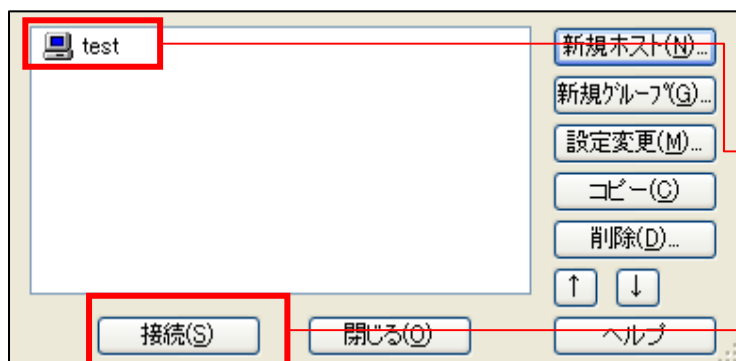 test
新規ホスト(N)...
新規グループ(G)...
設定変更(M)...
コピー(C)
削除(D)...
↑ ↓
接続(S) 閉じる(O) ヘルプ